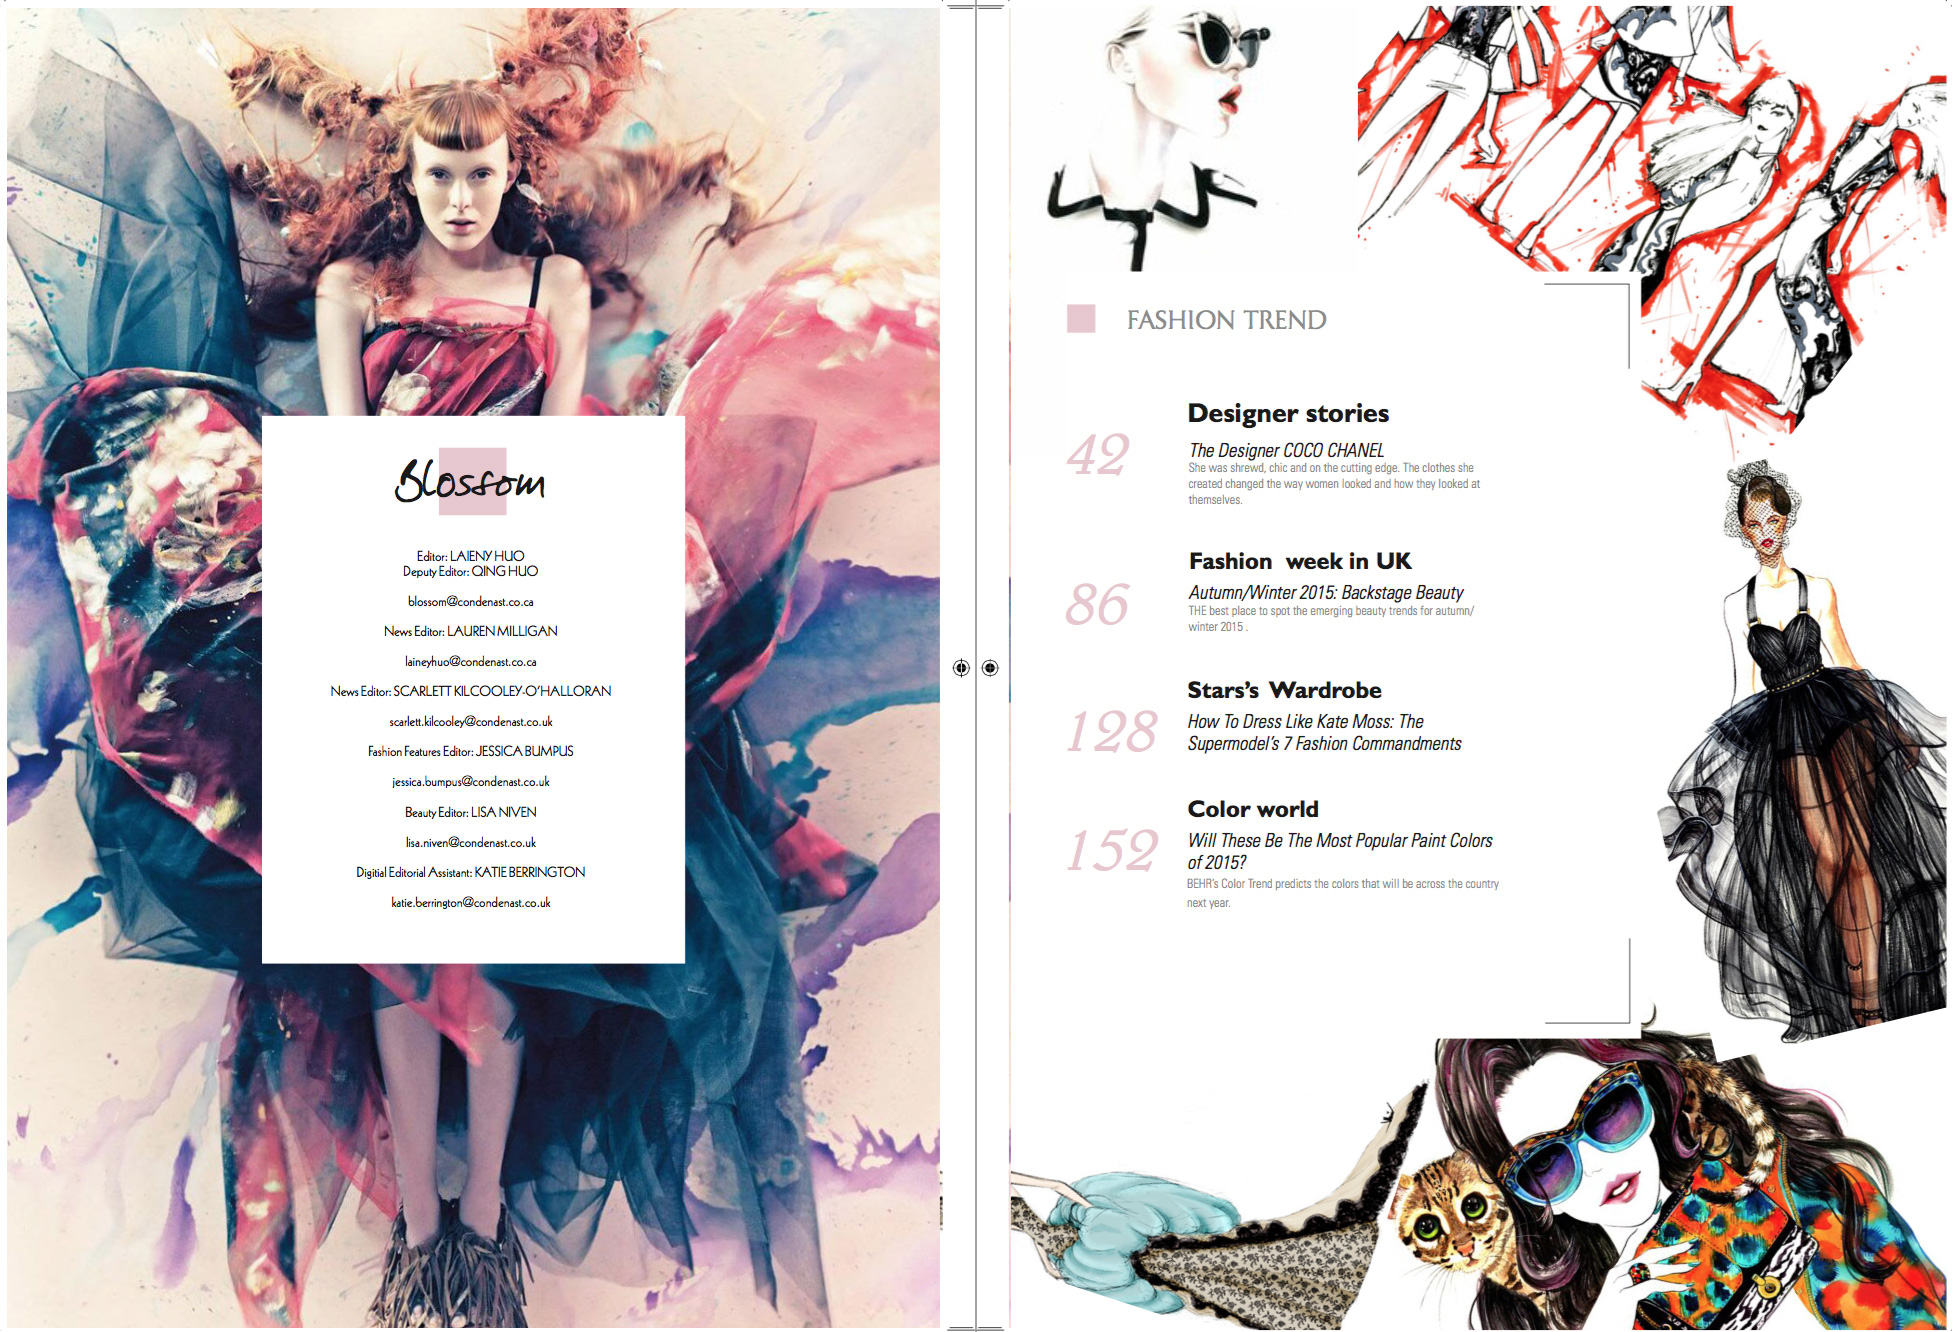 Blossom
Editor: LAIENY HUO
Deputy Editor: QING HUO
blossom@condenast.co.ca
News Editor: LAUREN MILLIGAN
laineyhuo@condenast.co.ca
News Editor: SCARLETT KILCOOLEY-O'HALLORAN
scarlett.kilcooley@condenast.co.uk
Fashion Features Editor: JESSICA BUMPUS
jessica.bumpus@condenast.co.uk
Beauty Editor: LISA NIVEN
lisa.niven@condenast.co.uk
Digitial Editorial Assistant: KATIE BERRINGTON
katie.berrington@condenast.co.uk
FASHION TREND
42
Designer stories
The Designer COCO CHANEL
She was shrewd, chic and on the cutting edge. The clothes she
created changed the way women looked and how they looked at
themselves.
86
Fashion week in UK
Autumn/Winter 2015: Backstage Beauty
THE best place to spot the emerging beauty trends for autumn/
winter 2015 .
128
Stars's Wardrobe
How To Dress Like Kate Moss: The
Supermodel's 7 Fashion Commandments
152
Color world
Will These Be The Most Popular Paint Colors
of 2015?
BEHR's Color Trend predicts the colors that will be across the country
next year.